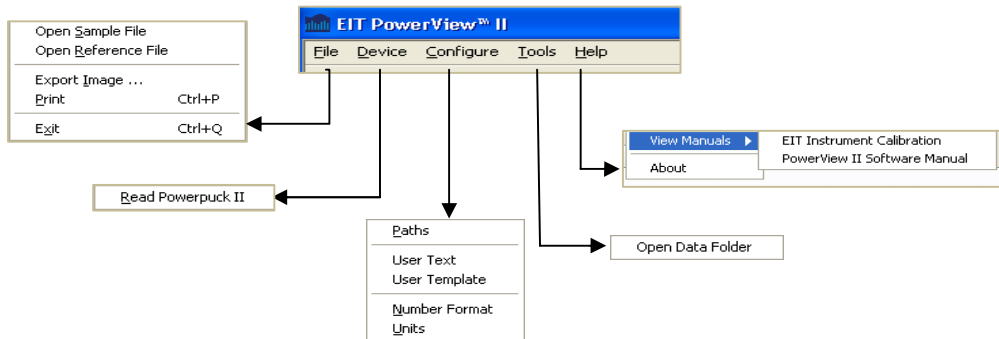 EIT PowerView™ II
File Device Configure Tools Help
Open Sample File
Open Reference File
Export Image ...
Print Ctrl+P
Exit Ctrl+Q
Read Powerpuck II
Paths
User Text
User Template
Number Format
Units
Open Data Folder
View Manuals
About
EIT Instrument Calibration
PowerView II Software Manual